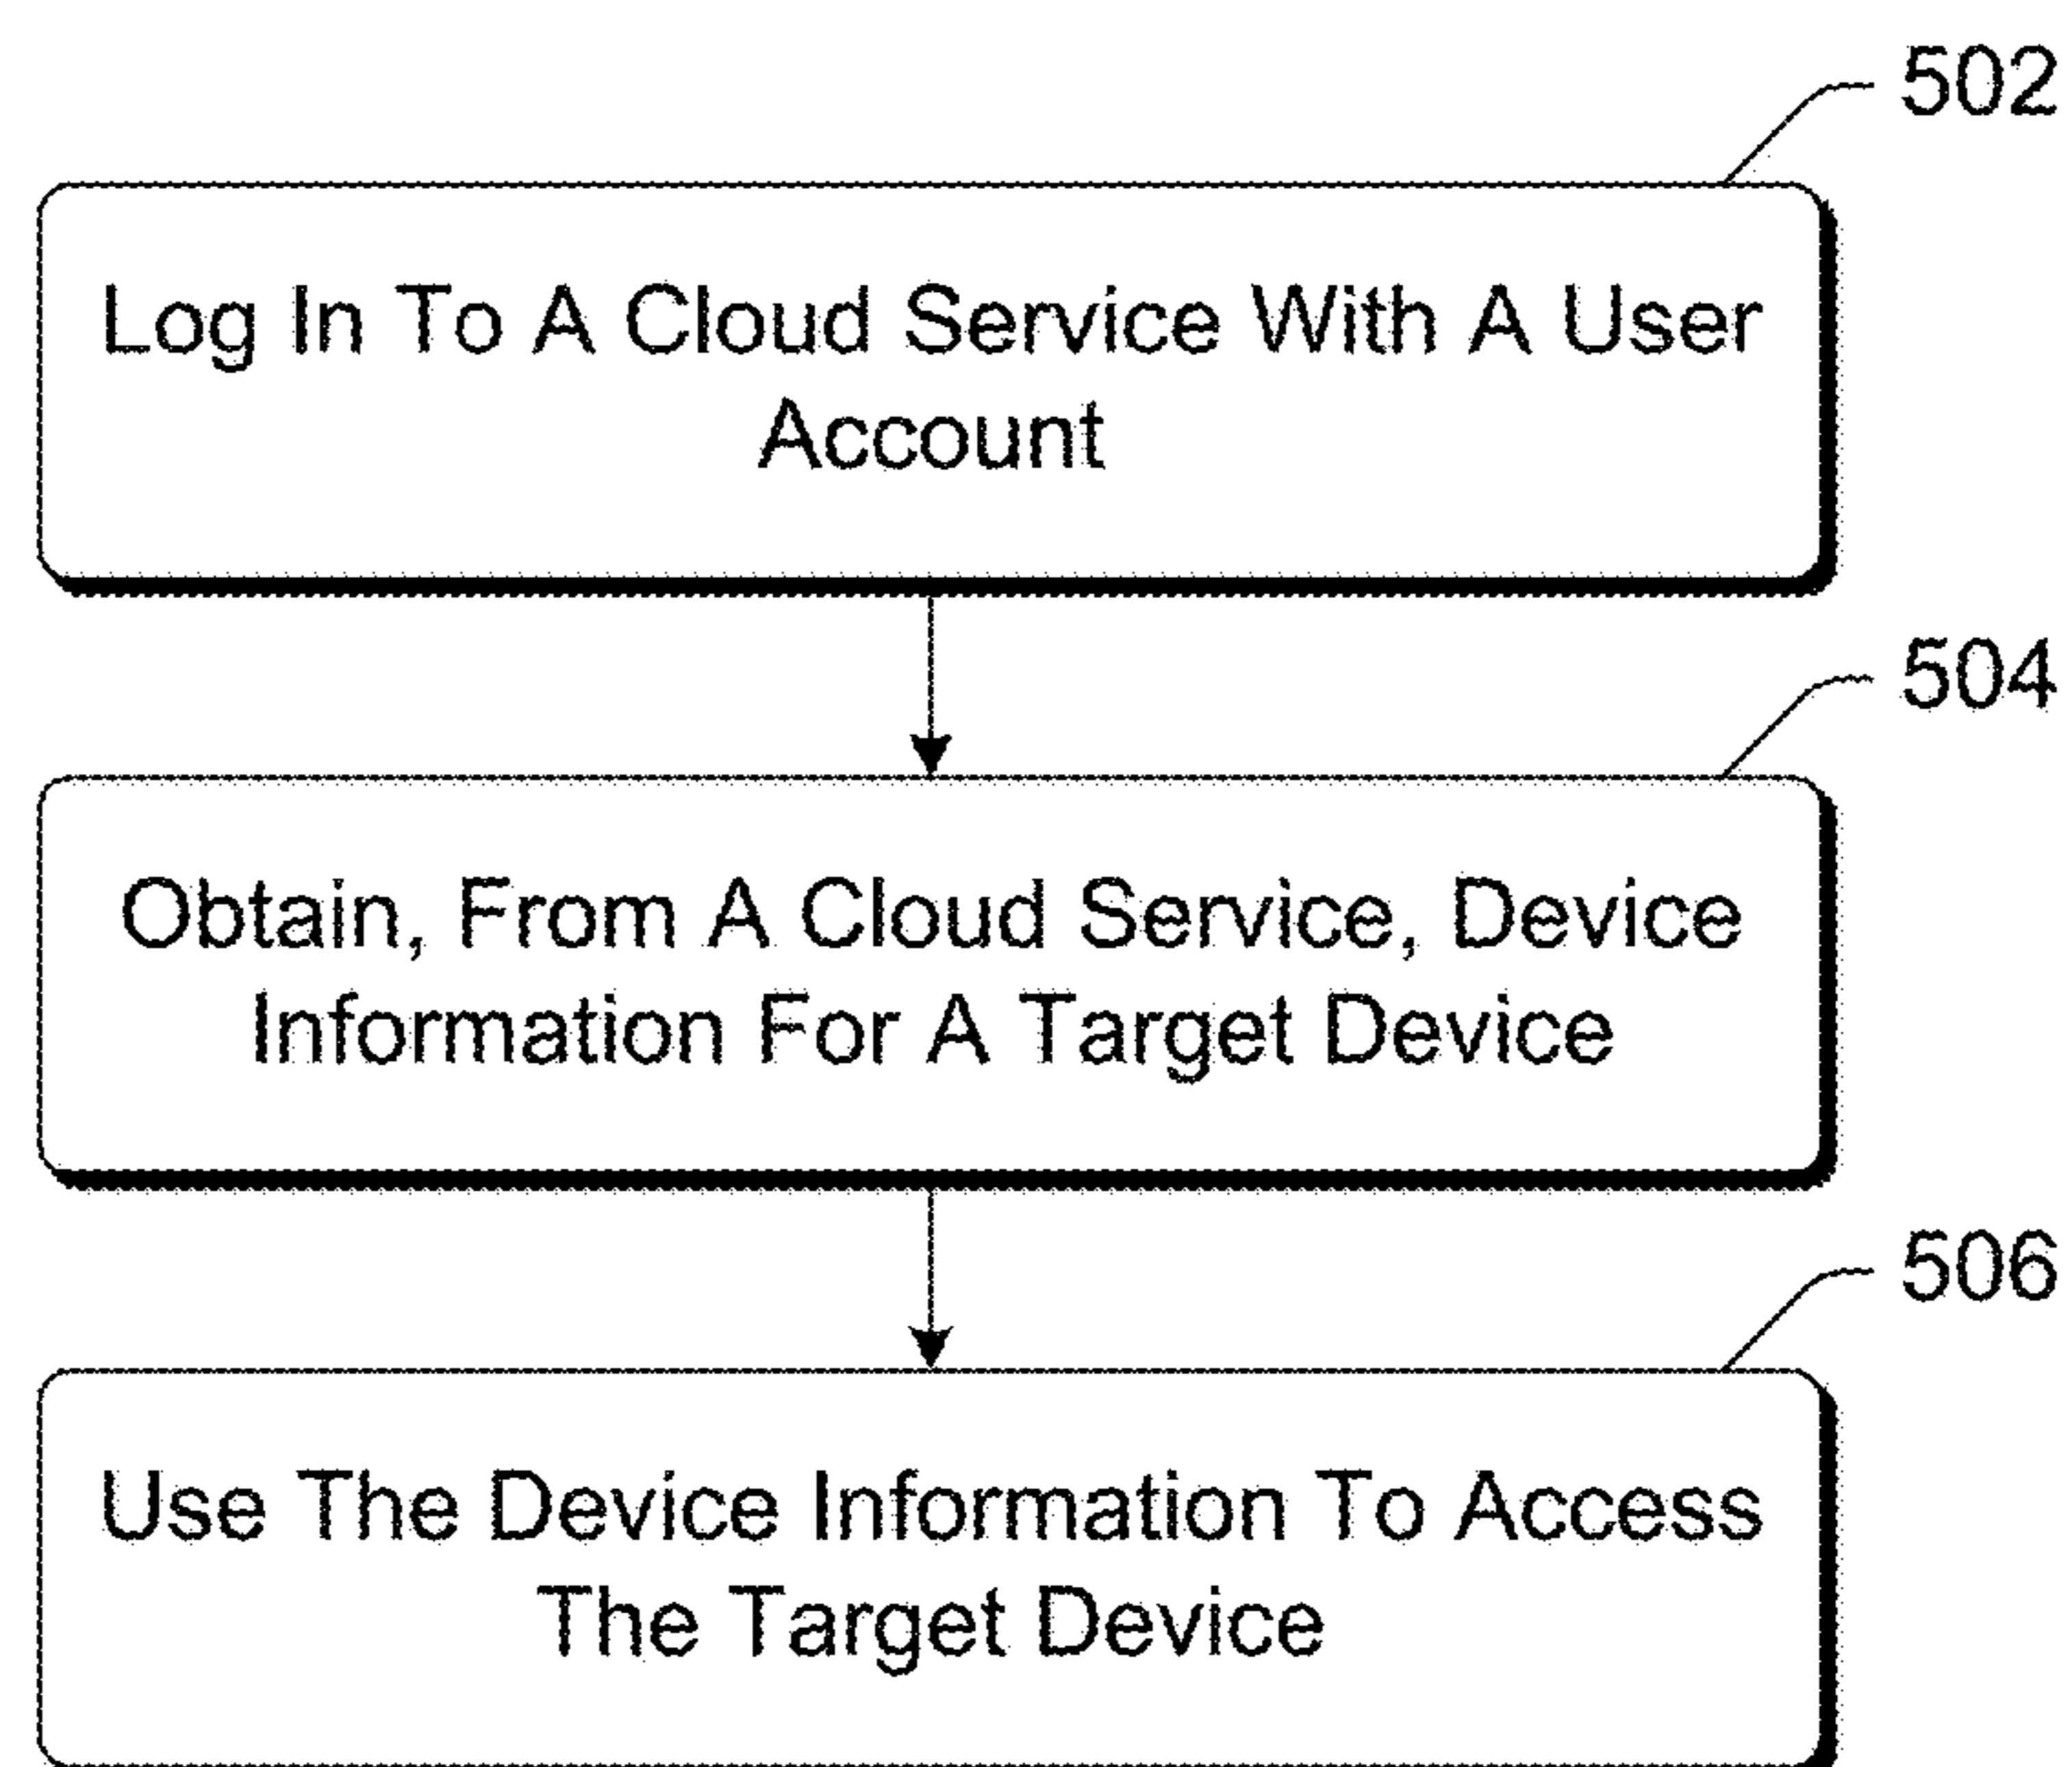 502
Log In To A Cloud Service With A User
Account
504
Obtain, From A Cloud Service, Device
Information For A Target Device
506
Use The Device Information To Access
The Target Device